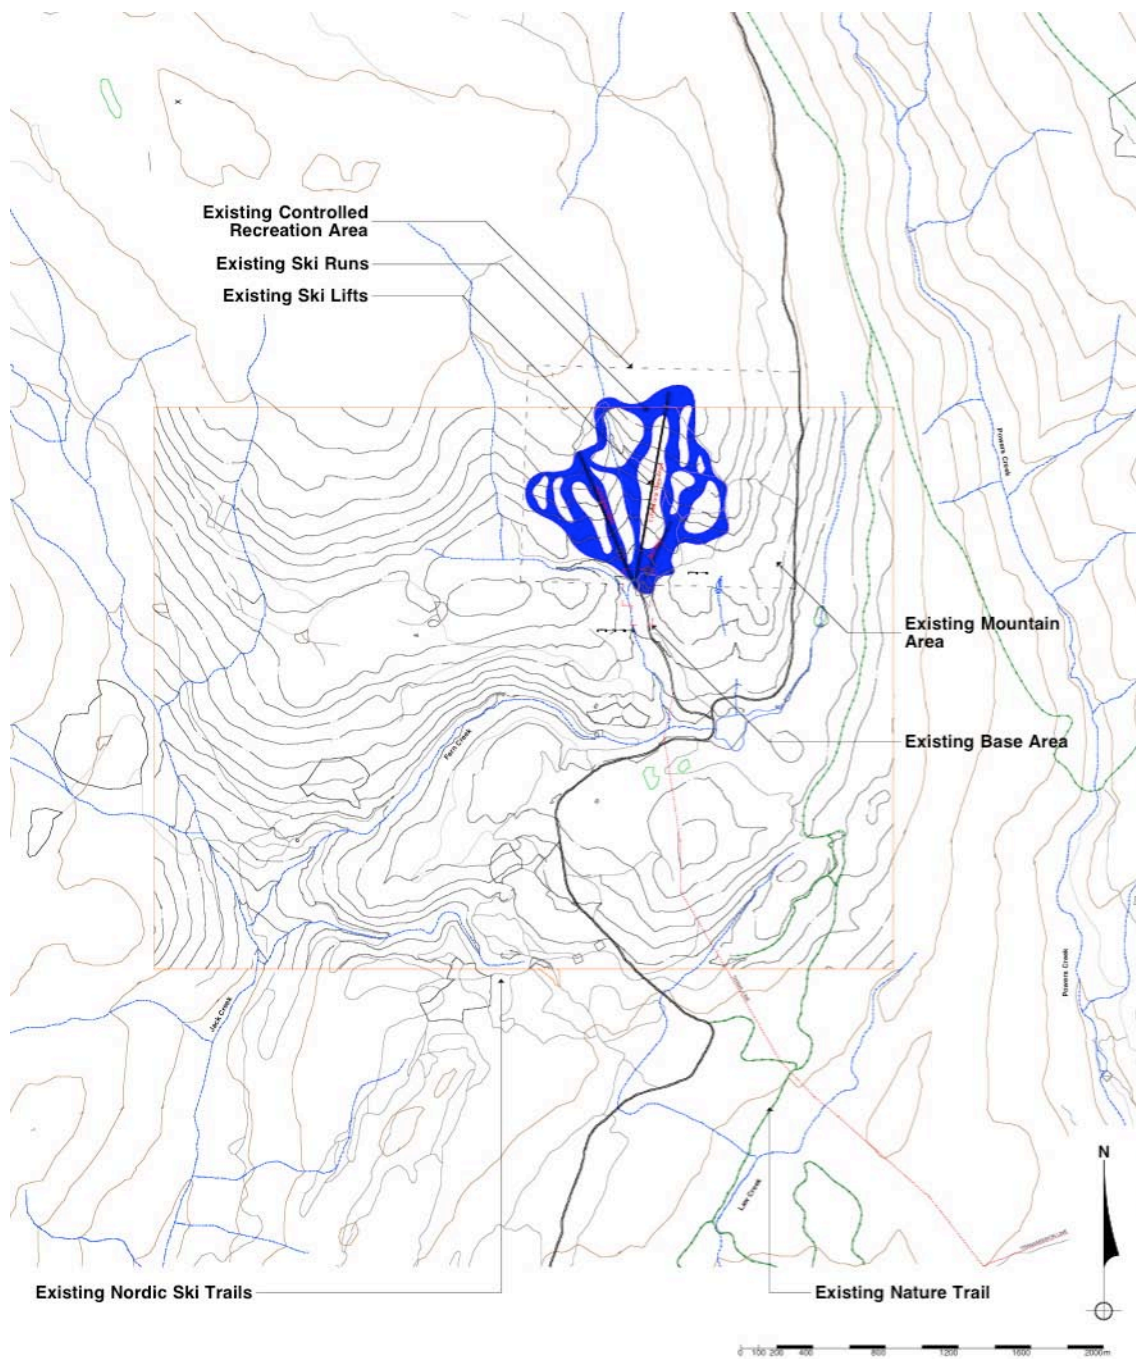 Existing Controlled
Recreation Area
Existing Ski Runs
Existing Ski Lifts
Powers Creek
Existing Mountain
Area
Existing Base Area
Fern Creek
Powers Creek
Jack Creek
Law Creek
N
Existing Nordic Ski Trails
Existing Nature Trail
0 100 200 400 800 1200 1600 2000m